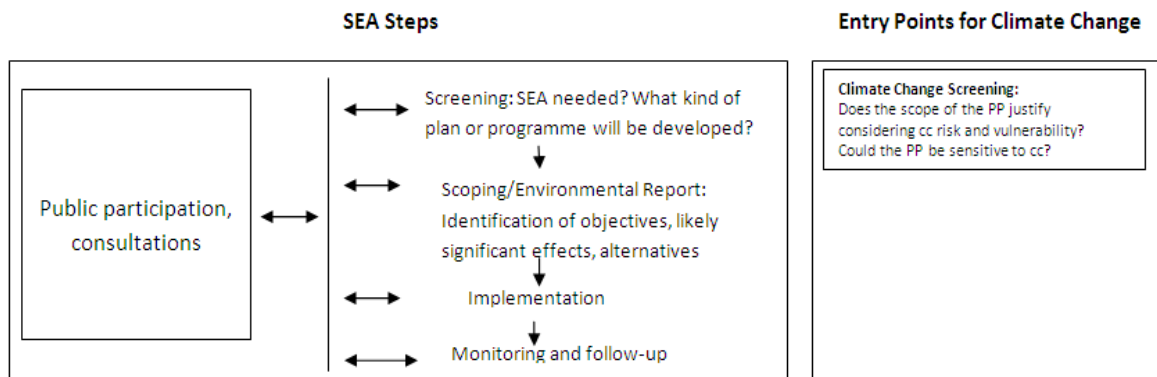 SEA Steps
Entry Points for Climate Change
Public participation,
consultations
Screening: SEA needed? What kind of
plan or programme will be developed?
Scoping/Environmental Report:
Identification of objectives, likely
significant effects, alternatives
Implementation
Monitoring and follow-up
Climate Change Screening:
Does the scope of the PP justify
considering cc risk and vulnerability?
Could the PP be sensitive to cc?